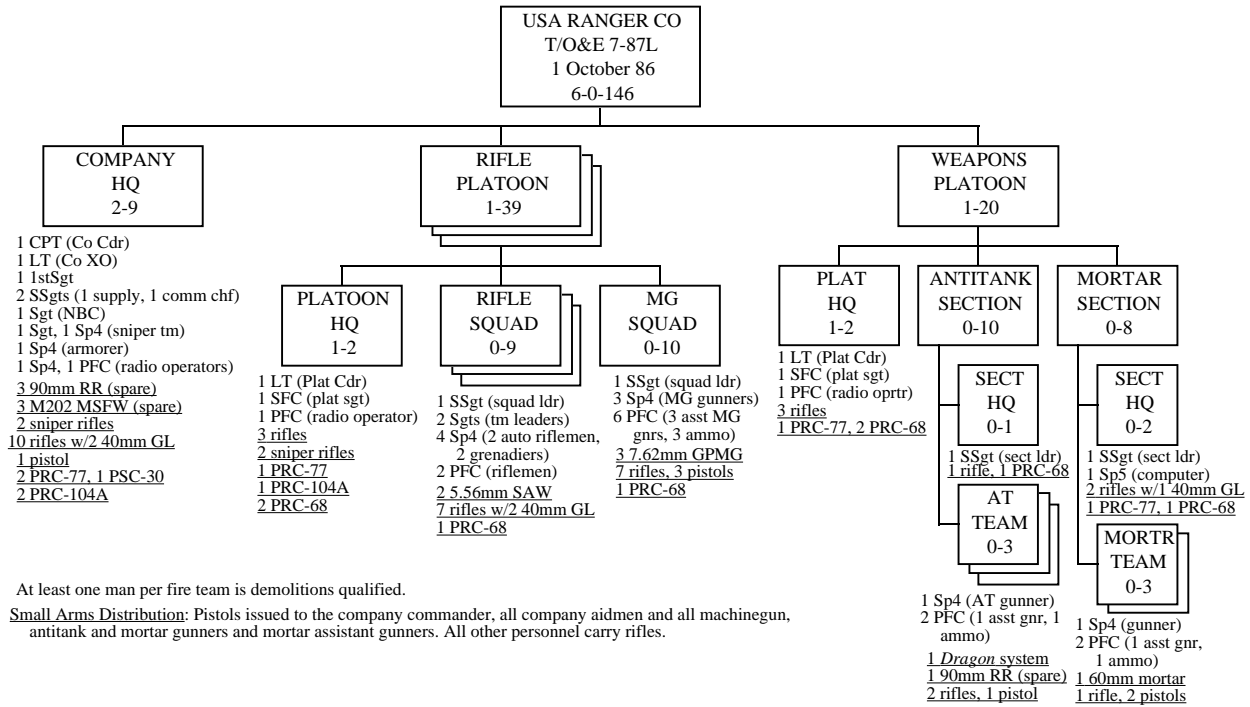 USA RANGER CO
T/O&E 7-87L
1 October 86
6-0-146
COMPANY
HQ
2-9
1 CPT (Co Cdr)
1 LT (Co XO)
1 1stSgt
2 SSgts (1 supply, 1 comm chf)
1 Sgt (NBC)
1 Sgt, 1 Sp4 (sniper tm)
1 Sp4 (armorer)
1 Sp4, 1 PFC (radio operators)
3 90mm RR (spare)
3 M202 MSFW (spare)
2 sniper rifles
10 rifles w/2 40mm GL
1 pistol
2 PRC-77, 1 PSC-30
2 PRC-104A
RIFLE
PLATOON
1-39
PLATOON
HQ
1-2
1 LT (Plat Cdr)
1 SFC (plat sgt)
1 PFC (radio operator)
3 rifles
2 sniper rifles
1 PRC-77
1 PRC-104A
2 PRC-68
RIFLE
SQUAD
0-9
1 SSgt (squad ldr)
2 Sgts (tm leaders)
4 Sp4 (2 auto riflemen,
2 grenadiers)
2 PFC (riflemen)
2 5.56mm SAW
7 rifles w/2 40mm GL
1 PRC-68
MG
SQUAD
0-10
1 SSgt (squad ldr)
3 Sp4 (MG gunners)
6 PFC (3 asst MG
gnrs, 3 ammo)
3 7.62mm GPMG
7 rifles, 3 pistols
1 PRC-68
WEAPONS
PLATOON
1-20
PLAT
HQ
1-2
1 LT (Plat Cdr)
1 SFC (plat sgt)
1 PFC (radio oprtr)
3 rifles
1 PRC-77, 2 PRC-68
ANTITANK
SECTION
0-10
SECT
HQ
0-1
1 SSgt (sect ldr)
1 rifle, 1 PRC-68
AT
TEAM
0-3
1 Sp4 (AT gunner)
2 PFC (1 asst gnr, 1
ammo)
1 Dragon system
1 90mm RR (spare)
2 rifles, 1 pistol
MORTAR
SECTION
0-8
SECT
HQ
0-2
1 SSgt (sect ldr)
1 Sp5 (computer)
2 rifles w/1 40mm GL
1 PRC-77, 1 PRC-68
MORTR
TEAM
0-3
1 Sp4 (gunner)
2 PFC (1 asst gnr,
1 ammo)
1 60mm mortar
1 rifle, 2 pistols
At least one man per fire team is demolitions qualified.
Small Arms Distribution: Pistols issued to the company commander, all company aidmen and all machinegun,
antitank and mortar gunners and mortar assistant gunners. All other personnel carry rifles.